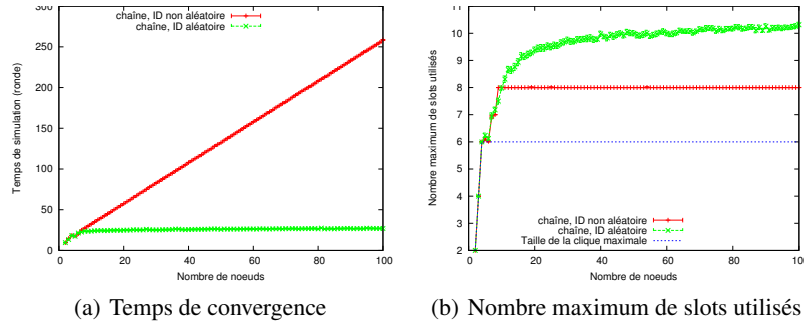 300
250
200
150
100
50
0
0 20 40 60 80 100
Temps de simulation (ronde)
Nombre de noeuds
chaîne, ID non aléatoire
chaîne, ID aléatoire
(a) Temps de convergence
11
10
9
8
7
6
5
4
3
2
0 20 40 60 80 100
Nombre maximum de slots utilisés
Nombre de noeuds
chaîne, ID non aléatoire
chaîne, ID aléatoire
Taille de la clique maximale
(b) Nombre maximum de slots utilisés